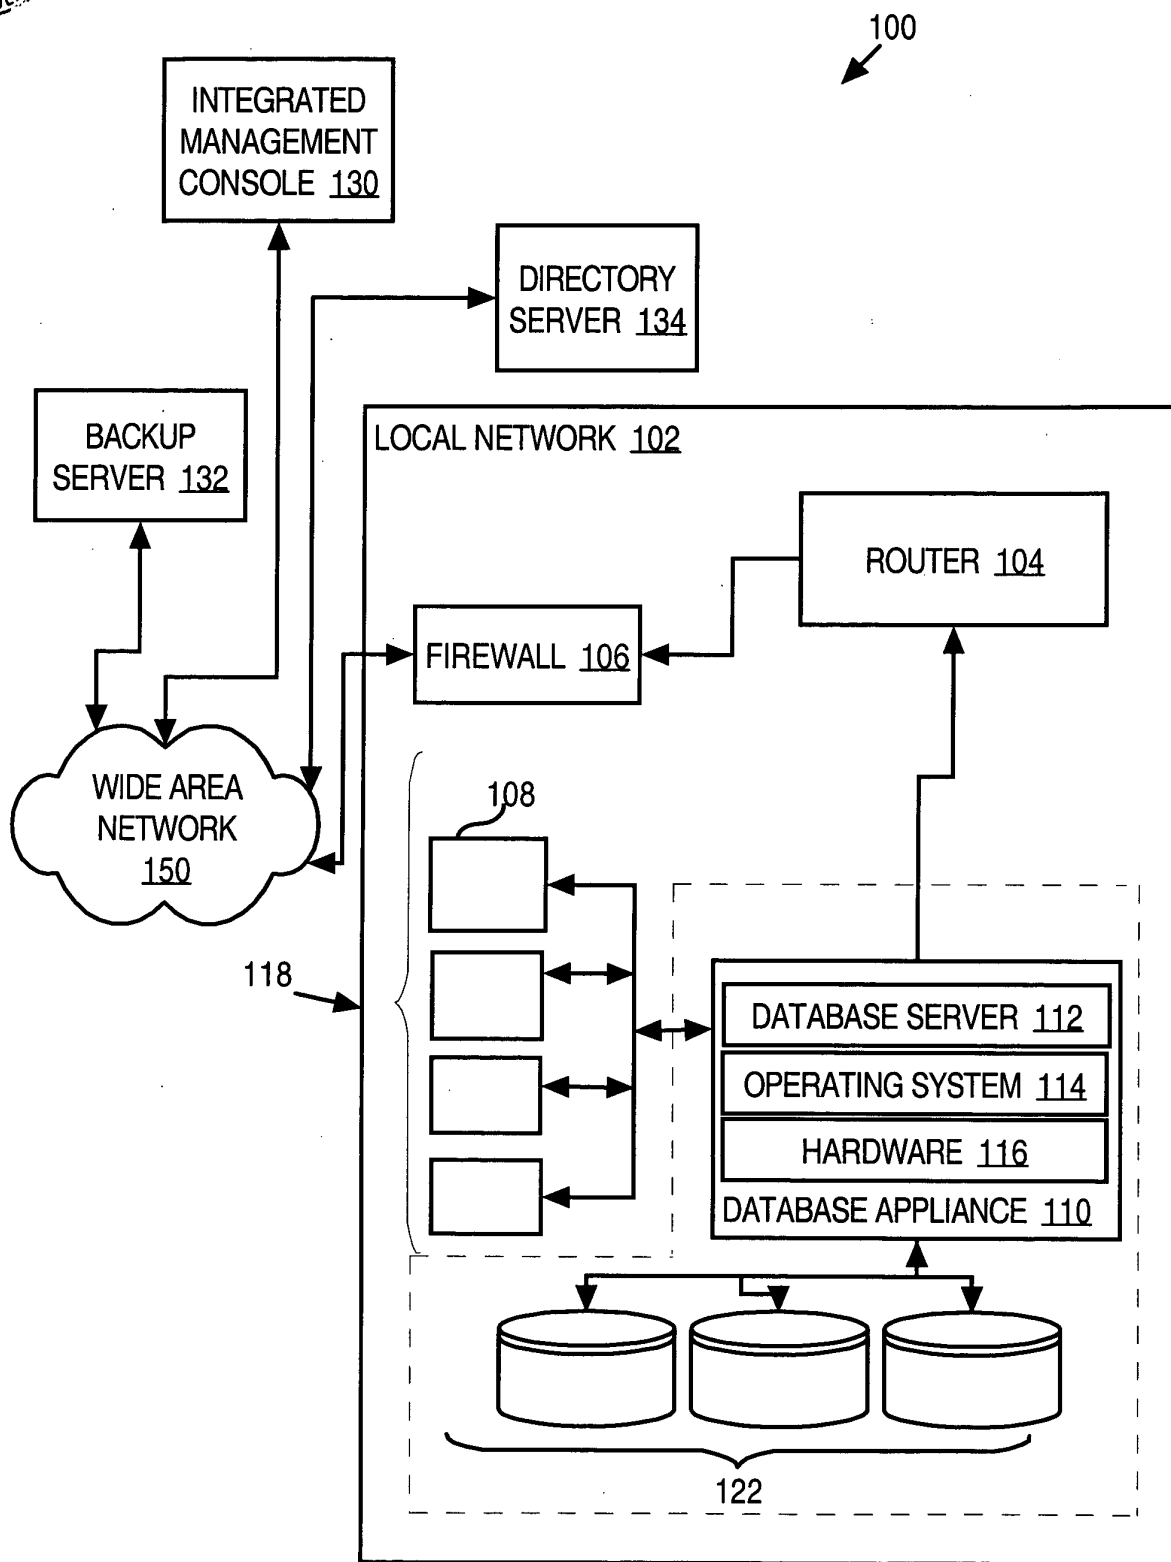 100
INTEGRATED
MANAGEMENT
CONSOLE 130
DIRECTORY
SERVER 134
BACKUP
SERVER 132
LOCAL NETWORK 102
ROUTER 104
FIREWALL 106
WIDE AREA
NETWORK
150
108
118
DATABASE SERVER 112
OPERATING SYSTEM 114
HARDWARE 116
DATABASE APPLIANCE 110
122